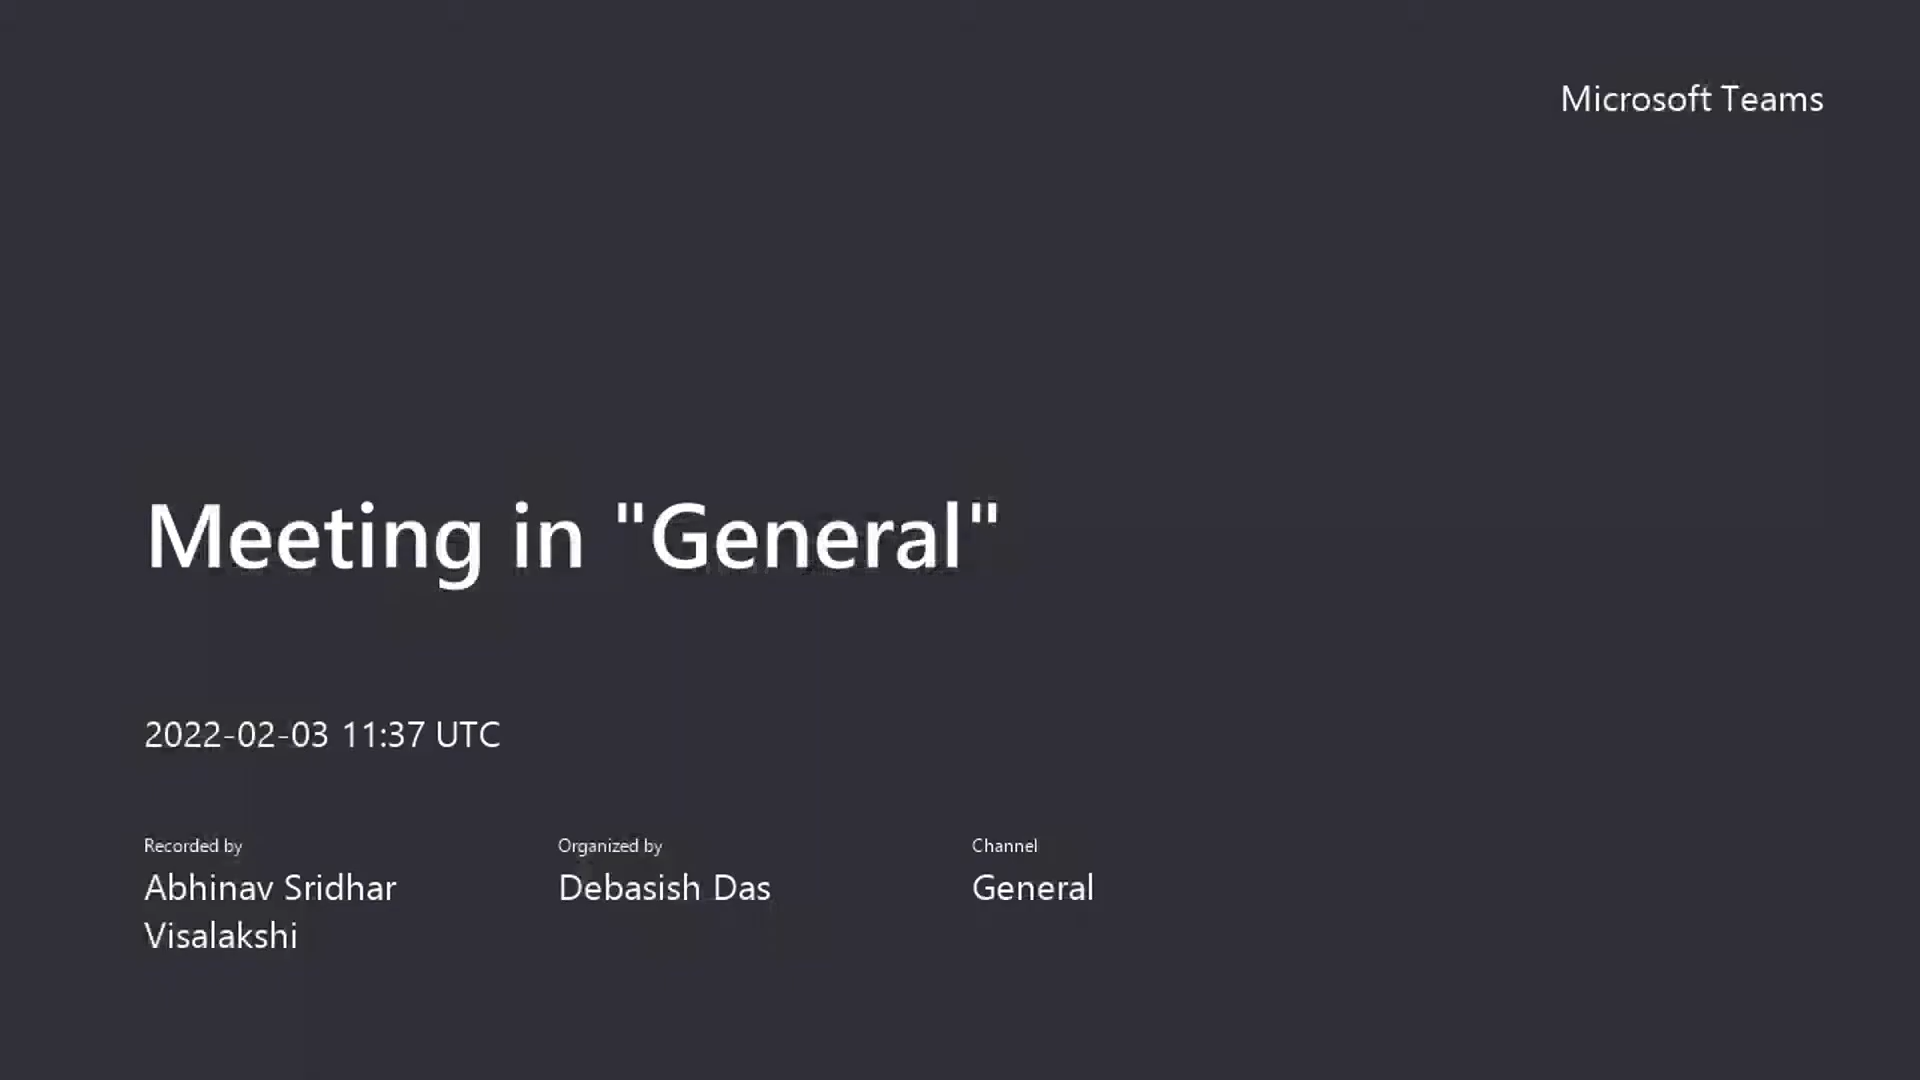 Microsoft Teams
Meeting in "General"
2022-02-03 11:37 UTC
Recorded by
Abhinav Sridhar
Visalakshi
Organized by
Debasish Das
Channel
General